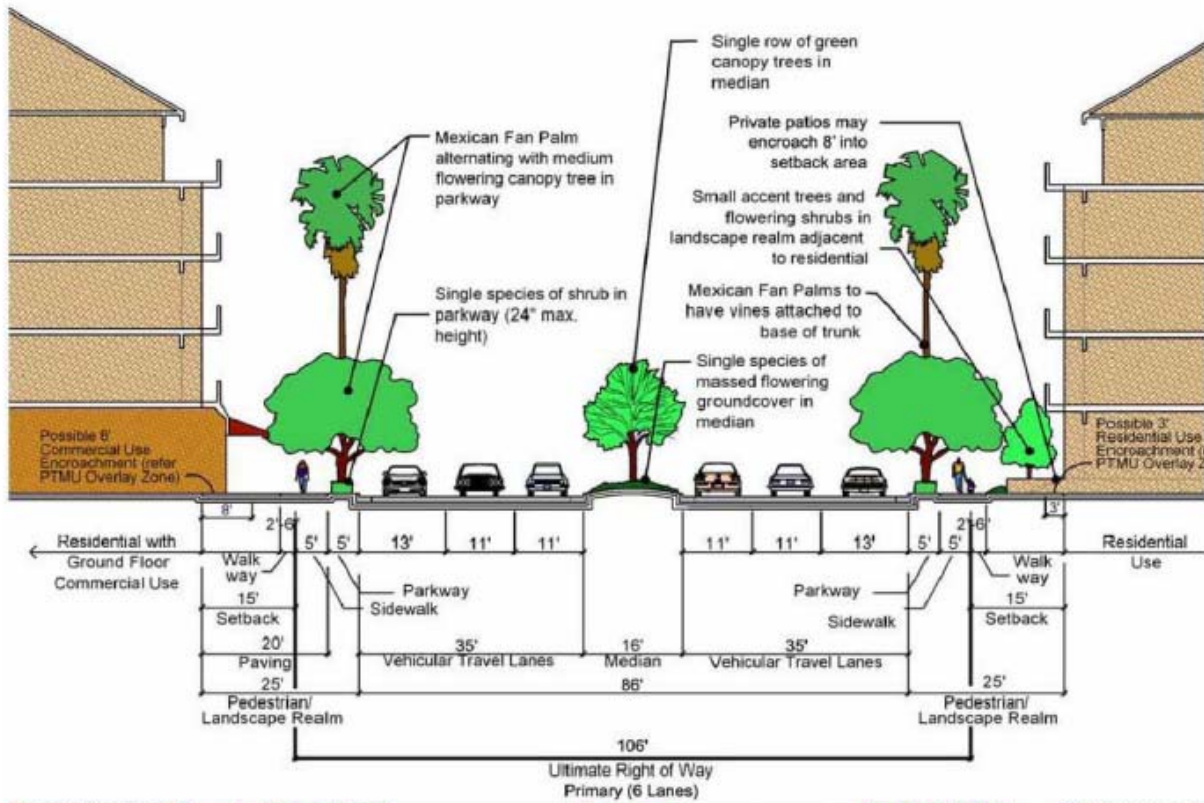 Single row of green
canopy trees in
median
Mexican Fan Palm
alternating with medium
flowering canopy tree in
parkway
Private patios may
encroach 8' into
setback area
Small accent trees and
flowering shrubs in
landscape realm adjacent
to residential
Single species of shrub in
parkway (24" max.
height)
Mexican Fan Palms to
have vines attached to
base of trunk
Single species of
massed flowering
groundcover in
median
Possible 8'
Commercial Use
Encroachment (refer
PTMU Overlay Zone)
Possible 3'
Residential Use
Encroachment (
PTMU Overlay
8'
2'-6'
5'
5'
13'
11'
11'
11'
11'
13'
5'
5'
2'-6'
3'
Residential with
Ground Floor
Commercial Use
Walk
way
Parkway
Sidewalk
Parkway
Sidewalk
Walk
way
Residential
Use
15'
Setback
15'
Setback
20'
Paving
35'
Vehicular Travel Lanes
16'
Median
35'
Vehicular Travel Lanes
25'
Pedestrian/
Landscape Realm
86'
25'
Pedestrian/
Landscape Realm
106'
Ultimate Right of Way
Primary (6 Lanes)